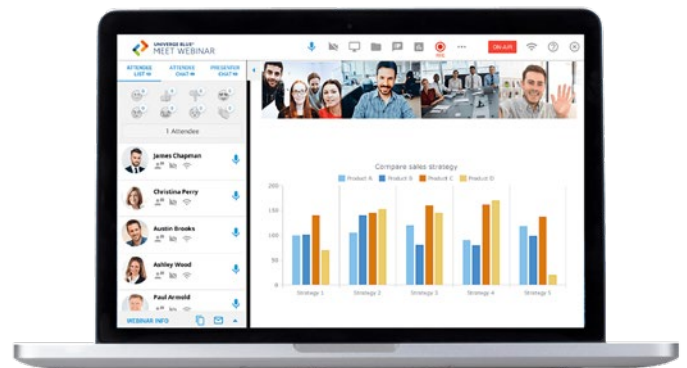 UNIVERGE BLUE®
MEET WEBINAR
ON AIR
ATTENDEE LIST
ATTENDEE CHAT
PRESENTER CHAT
1 Attendee
James Chapman
Christina Perry
Austin Brooks
Ashley Wood
Paul Arnold
WEBINAR INFO
Compare sales strategy
Product A Product B Product C Product D
200
150
100
50
0
Strategy 1 Strategy 2 Strategy 3 Strategy 4 Strategy 5